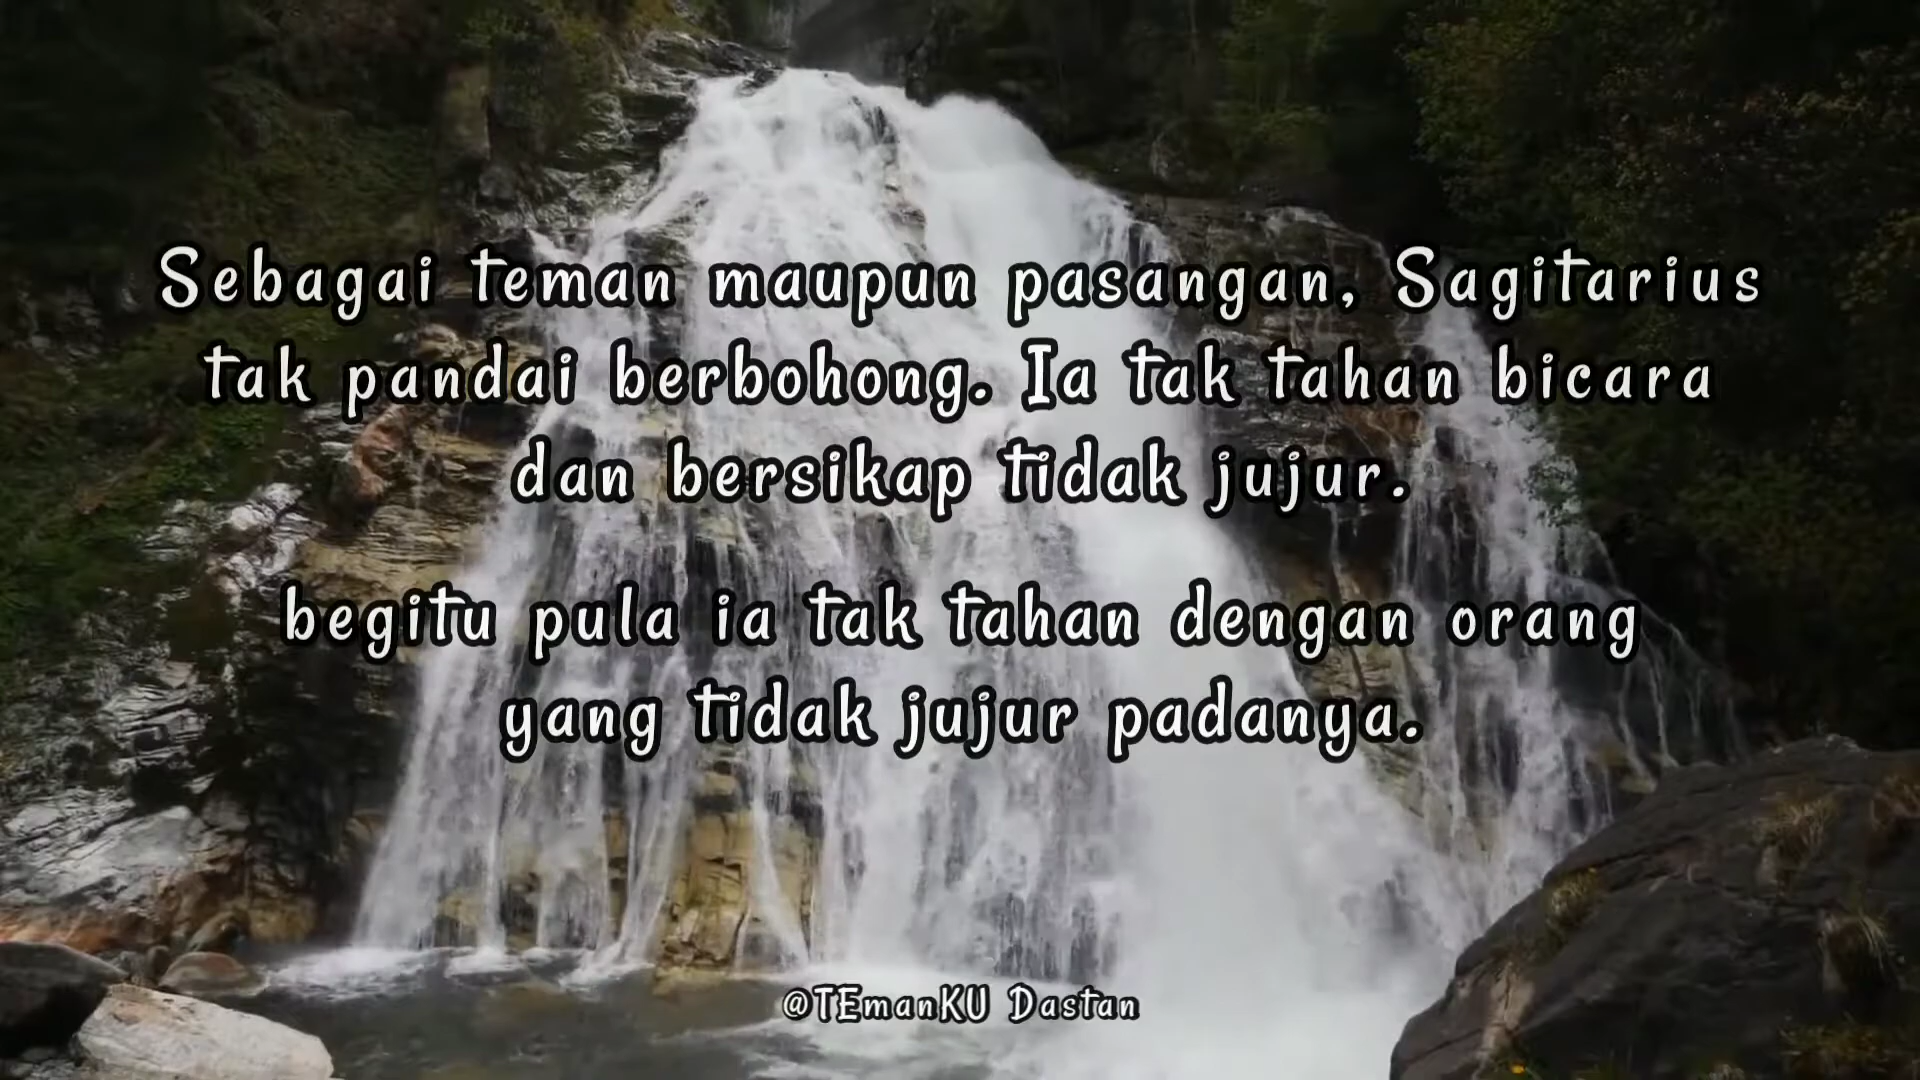 Sebagai teman maupun pasangan, Sagitarius
tak pandai berbohong. Ia tak tahan bicara
dan bersikap tidak jujur.
begitu pula ia tak tahan dengan orang
yang tidak jujur padanya.
@TEmanKU Dastan